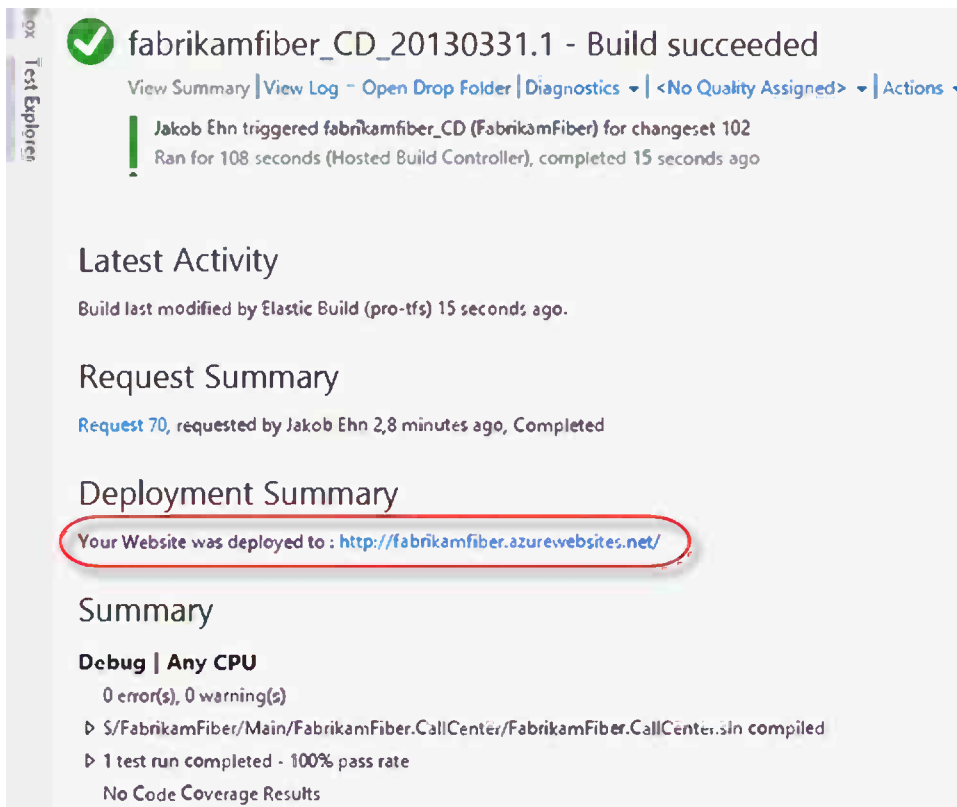 ox
Test Explorer
fabrikamfiber_CD_20130331.1 - Build succeeded
View Summary | View Log - Open Drop Folder | Diagnostics ▾ | <No Quality Assigned> ▾ | Actions
Jakob Ehn triggered fabrikamfiber_CD (FabrikamFiber) for changeset 102
Ran for 108 seconds (Hosted Build Controller), completed 15 seconds ago
Latest Activity
Build last modified by Elastic Build (pro-tfs) 15 seconds ago.
Request Summary
Request 70, requested by Jakob Ehn 2,8 minutes ago, Completed
Deployment Summary
Your Website was deployed to : http://fabrikamfiber.azurewebsites.net/
Summary
Debug | Any CPU
0 error(s), 0 warning(s)
$/FabrikamFiber/Main/FabrikamFiber.CallCenter/FabrikamFiber.CallCenter.sln compiled
1 test run completed - 100% pass rate
No Code Coverage Results